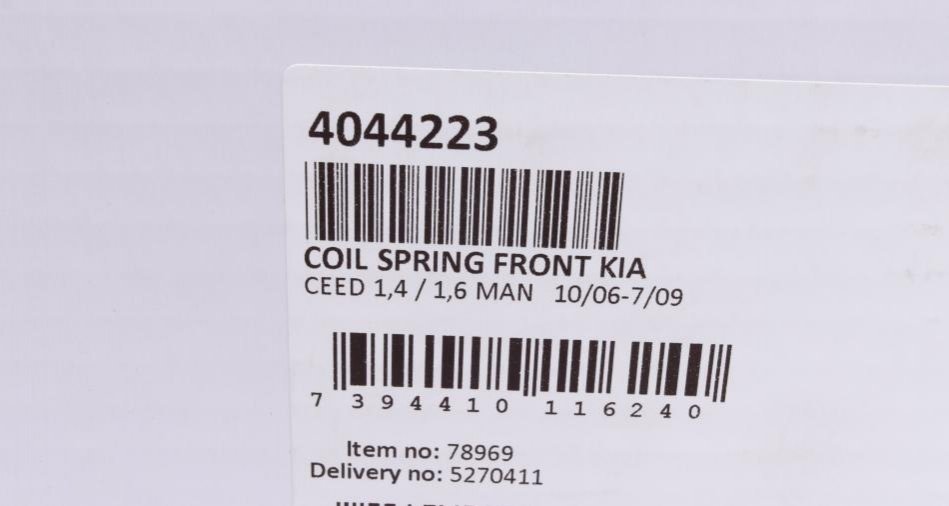 4044223
COIL SPRING FRONT KIA
CEED 1,4 / 1,6 MAN 10/06-7/09
7 394410 116240
Item no: 78969
Delivery no: 5270411